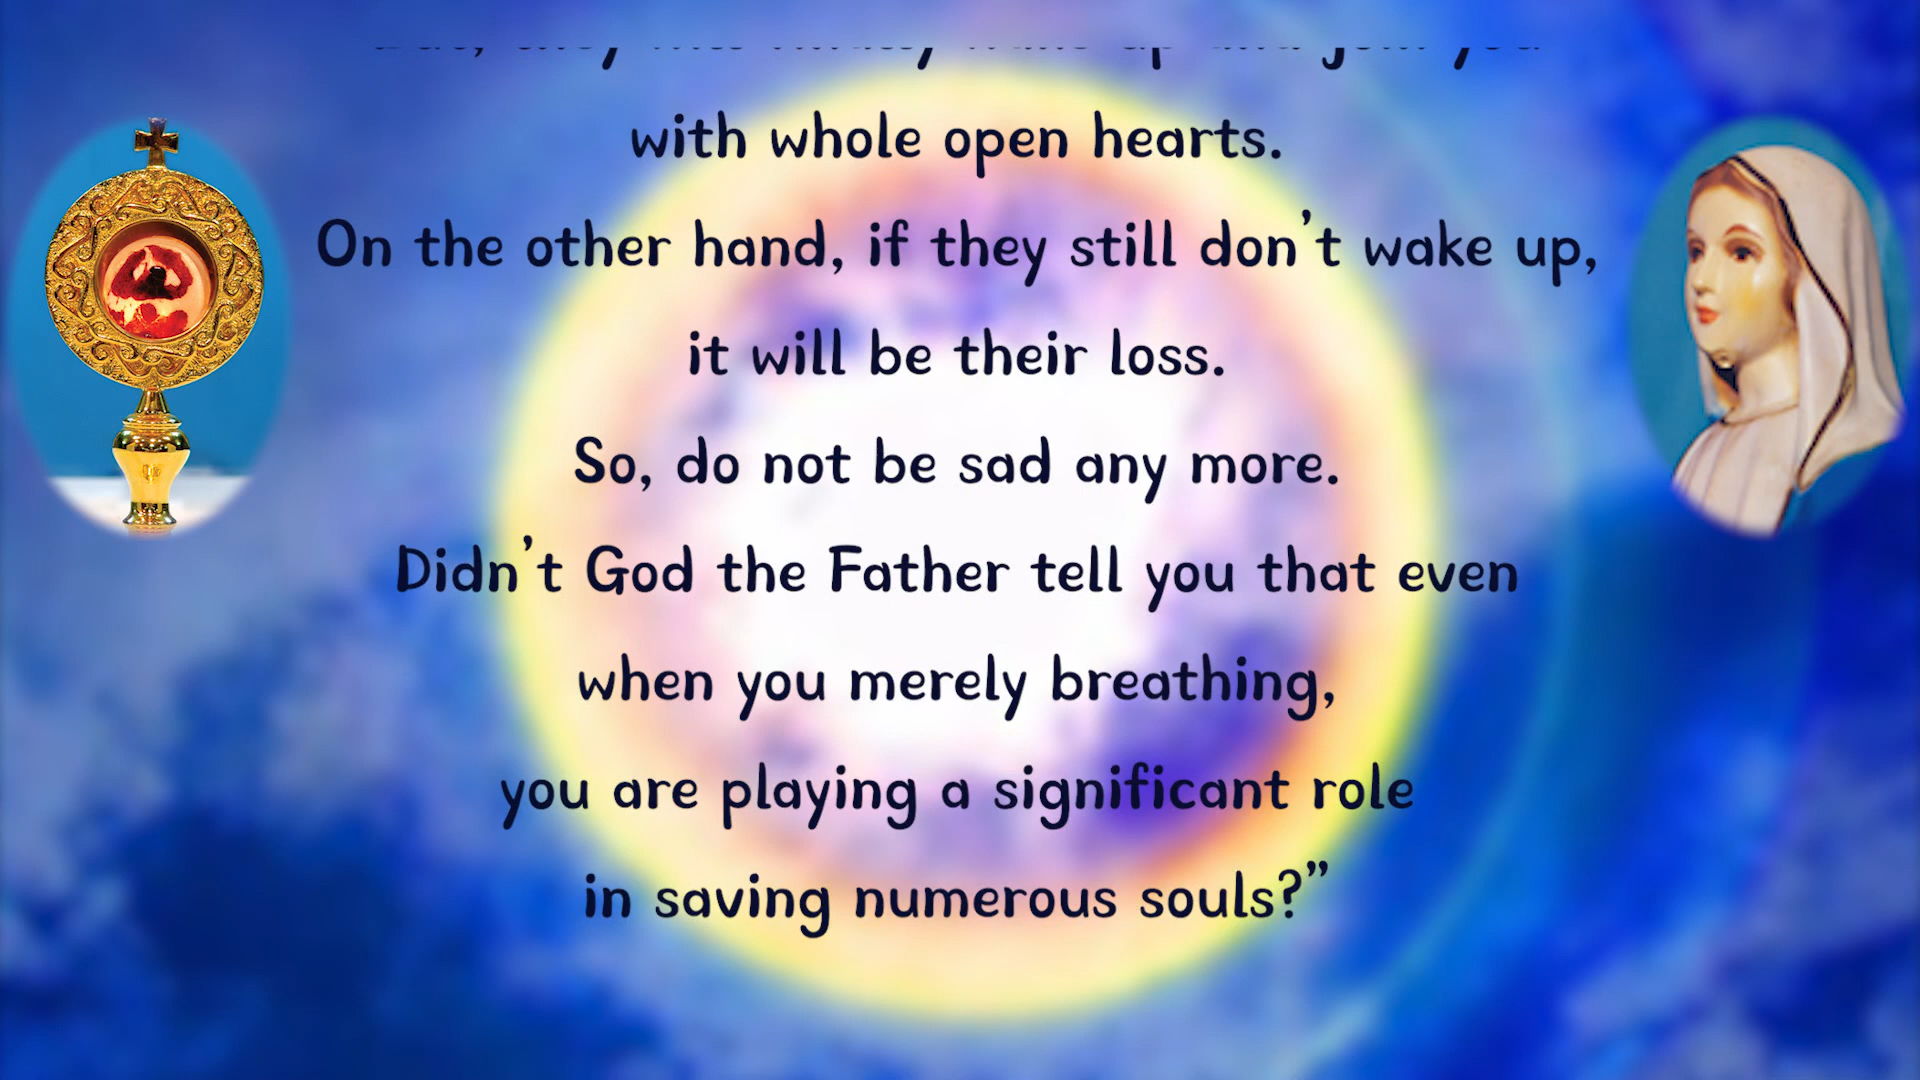 with whole open hearts.
On the other hand, if they still don't wake up,
it will be their loss.
So, do not be sad any more.
Didn't God the Father tell you that even
when you merely breathing,
you are playing a significant role
in saving numerous souls?”